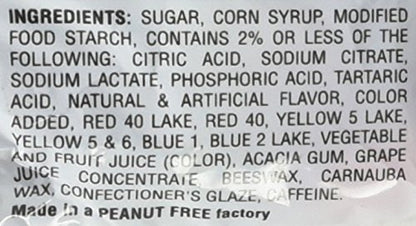 INGREDIENTS: SUGAR, CORN SYRUP, MODIFIED
FOOD STARCH, CONTAINS 2% OR LESS OF THE
FOLLOWING: CITRIC ACID, SODIUM CITRATE,
SODIUM LACTATE, PHOSPHORIC ACID, TARTARIC
ACID, NATURAL & ARTIFICIAL FLAVOR, COLOR
ADDED, RED 40 LAKE, RED 40, YELLOW 5 LAKE,
YELLOW 5 & 6, BLUE 1, BLUE 2 LAKE, VEGETABLE
AND FRUIT JUICE (COLOR), ACACIA GUM, GRAPE
JUICE CONCENTRATE, BEESWAX, CARNAUBA
WAX, CONFECTIONER'S GLAZE, CAFFEINE.
Made in a PEANUT FREE factory